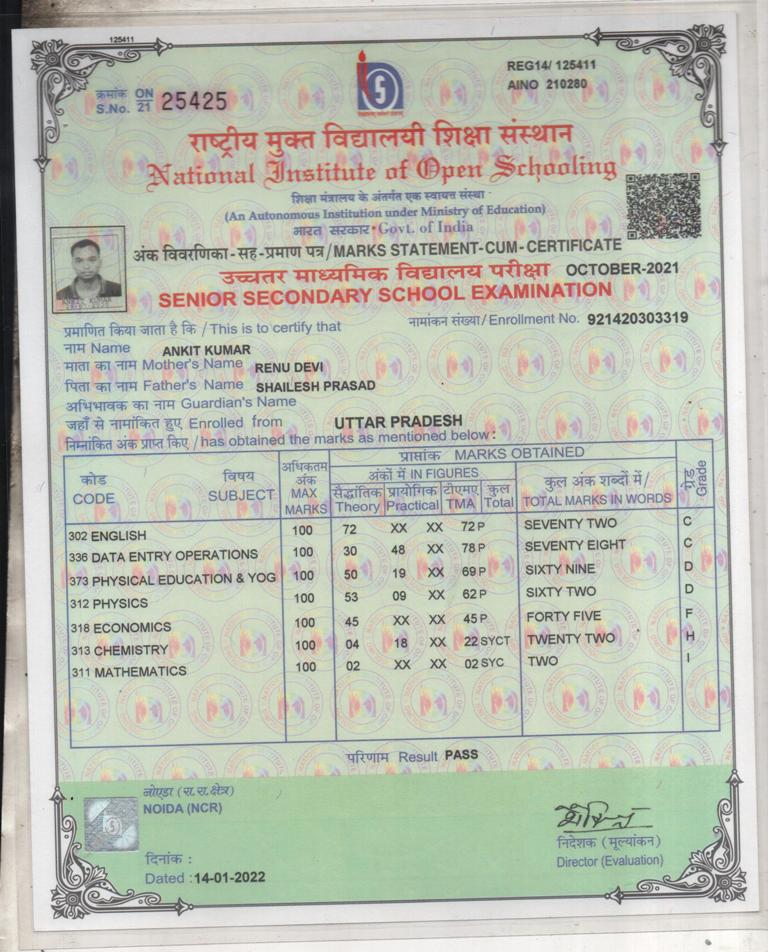 125411
REG14/ 125411
AINO 210280
क्रमांक ON
S.No. 21 25425
राष्ट्रीय मुक्त विद्यालयी शिक्षा संस्थान
National Institute of Open Schooling
शिक्षा मंत्रालय के अंतर्गत एक स्वायत्त संस्था
(An Autonomous Institution under Ministry of Education)
भारत सरकार-Govt. of India
अंक विवरणिका-सह-प्रमाण पत्र/MARKS STATEMENT-CUM-CERTIFICATE
उच्चतर माध्यमिक विद्यालय परीक्षा OCTOBER-2021
SENIOR SECONDARY SCHOOL EXAMINATION
नामांकन संख्या/Enrollment No. 921420303319
प्रमाणित किया जाता है कि / This is to certify that
नाम Name ANKIT KUMAR
माता का नाम Mother's Name RENU DEVI
पिता का नाम Father's Name SHAILESH PRASAD
अभिभावक का नाम Guardian's Name
जहाँ से नामांकित हुए Enrolled from UTTAR PRADESH
निम्नांकित अंक प्राप्त किए / has obtained the marks as mentioned below :
कोड CODE विषय SUBJECT अधिकतम अंक MAX MARKS प्राप्तांक MARKS OBTAINED ग्रेड Grade
अंकों में IN FIGURES कुल अंक शब्दों में/ TOTAL MARKS IN WORDS
सैद्धांतिक Theory प्रायोगिक Practical टीएमए TMA कुल Total
302 ENGLISH 100 72 XX XX 72 P SEVENTY TWO C
336 DATA ENTRY OPERATIONS 100 30 48 XX 78 P SEVENTY EIGHT C
373 PHYSICAL EDUCATION & YOG 100 50 19 XX 69 P SIXTY NINE D
312 PHYSICS 100 53 09 XX 62 P SIXTY TWO D
318 ECONOMICS 100 45 XX XX 45 P FORTY FIVE F
313 CHEMISTRY 100 04 18 XX 22 SYCT TWENTY TWO H
311 MATHEMATICS 100 02 XX XX 02 SYC TWO I
परिणाम Result PASS
नोएडा (रा.रा.क्षेत्र)
NOIDA (NCR)
निदेशक (मूल्यांकन)
Director (Evaluation)
दिनांक :
Dated : 14-01-2022